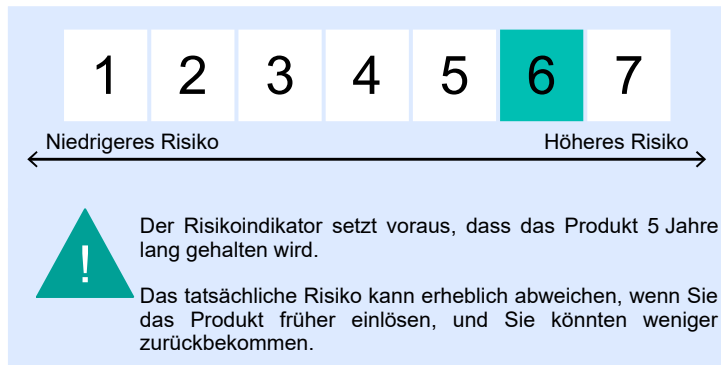 1 2 3 4 5 6 7
Niedrigeres Risiko Höheres Risiko
!
Der Risikoindikator setzt voraus, dass das Produkt 5 Jahre
lang gehalten wird.
Das tatsächliche Risiko kann erheblich abweichen, wenn Sie
das Produkt früher einlösen, und Sie könnten weniger
zurückbekommen.